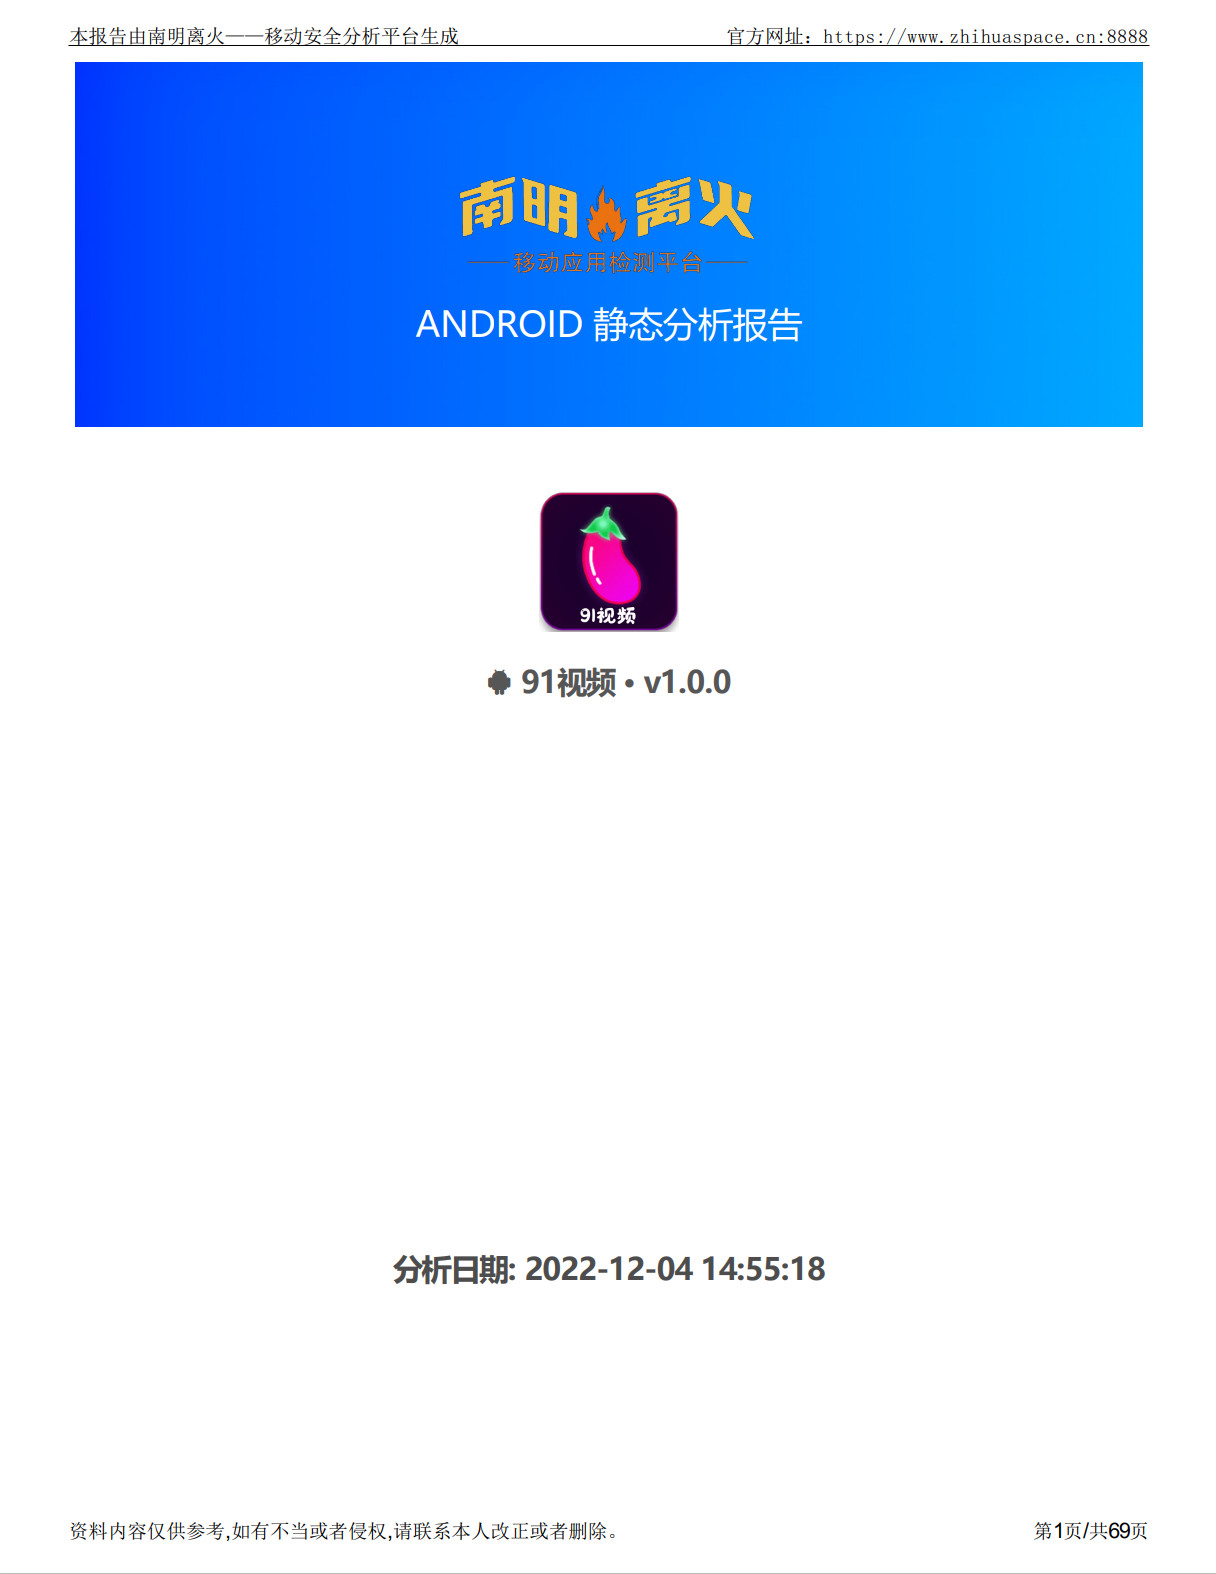 本报告由南明离火——移动安全分析平台生成 官方网址：https://www.zhihuaspace.cn:8888
南明离火
——移动应用检测平台——
ANDROID 静态分析报告
91视频
91视频 • v1.0.0
分析日期: 2022-12-04 14:55:18
资料内容仅供参考,如有不当或者侵权,请联系本人改正或者删除。 第1页/共69页